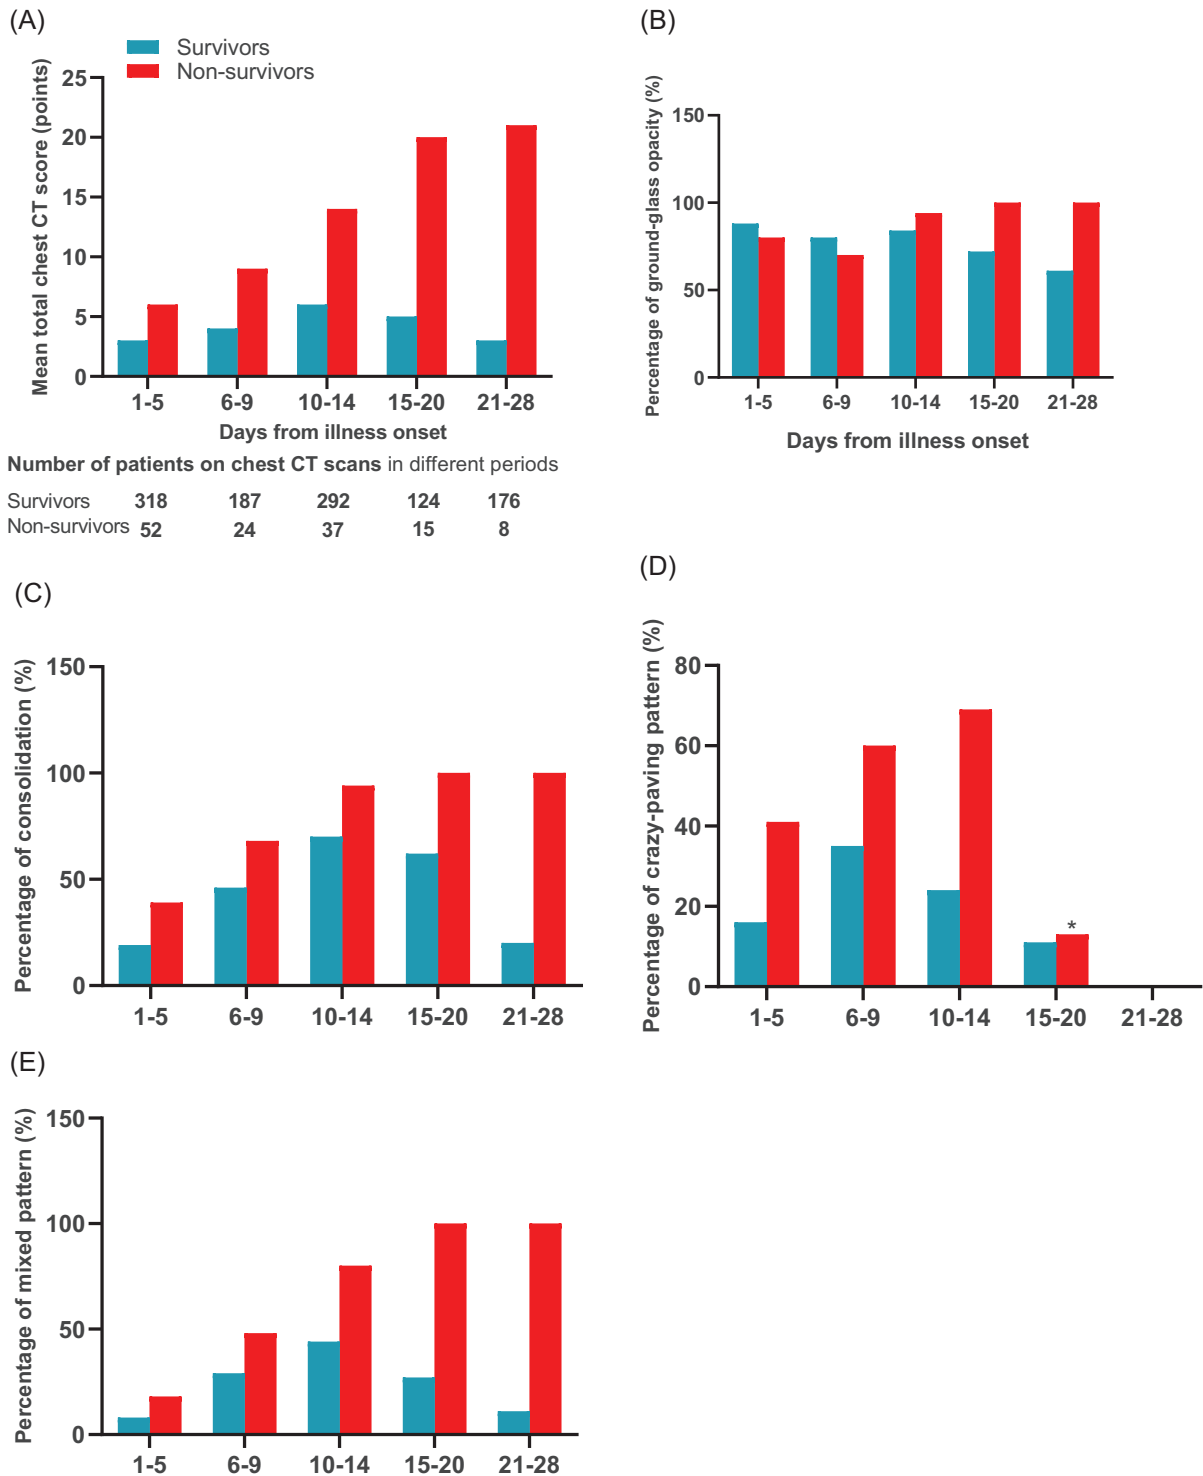 (A)
Survivors
Non-survivors
Mean total chest CT score (points)
25
20
15
10
5
0
1-5 6-9 10-14 15-20 21-28
Days from illness onset
Number of patients on chest CT scans in different periods
Survivors 318 187 292 124 176
Non-survivors 52 24 37 15 8
(B)
Percentage of ground-glass opacity (%)
150
100
50
0
1-5 6-9 10-14 15-20 21-28
Days from illness onset
(C)
Percentage of consolidation (%)
150
100
50
0
1-5 6-9 10-14 15-20 21-28
(D)
Percentage of crazy-paving pattern (%)
80
60
40
20
0
*
1-5 6-9 10-14 15-20 21-28
(E)
Percentage of mixed pattern (%)
150
100
50
0
1-5 6-9 10-14 15-20 21-28